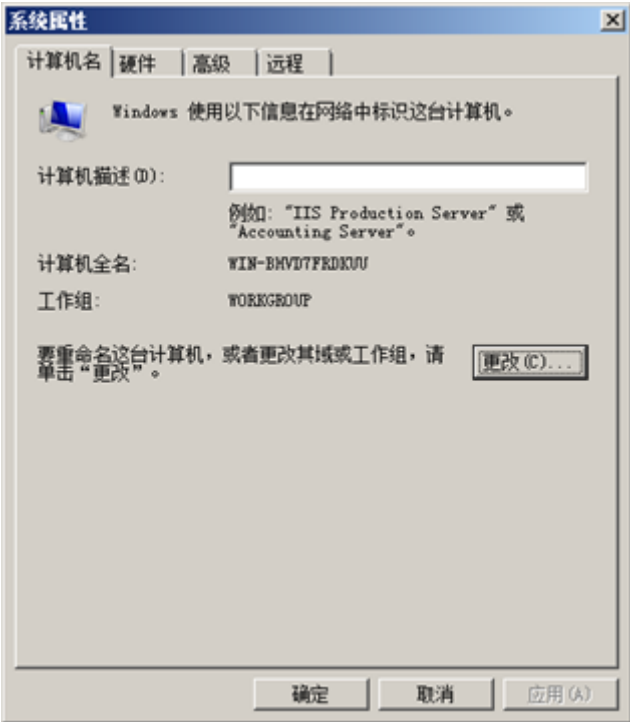 系统属性
计算机名 硬件 高级 远程
Windows 使用以下信息在网络中标识这台计算机。
计算机描述(D):
例如: "IIS Production Server" 或
"Accounting Server"。
计算机全名: WIN-BMVD7FRDKUU
工作组: WORKGROUP
要重命名这台计算机，或者更改其域或工作组，请
单击“更改”。
更改(C)...
确定 取消 应用(A)